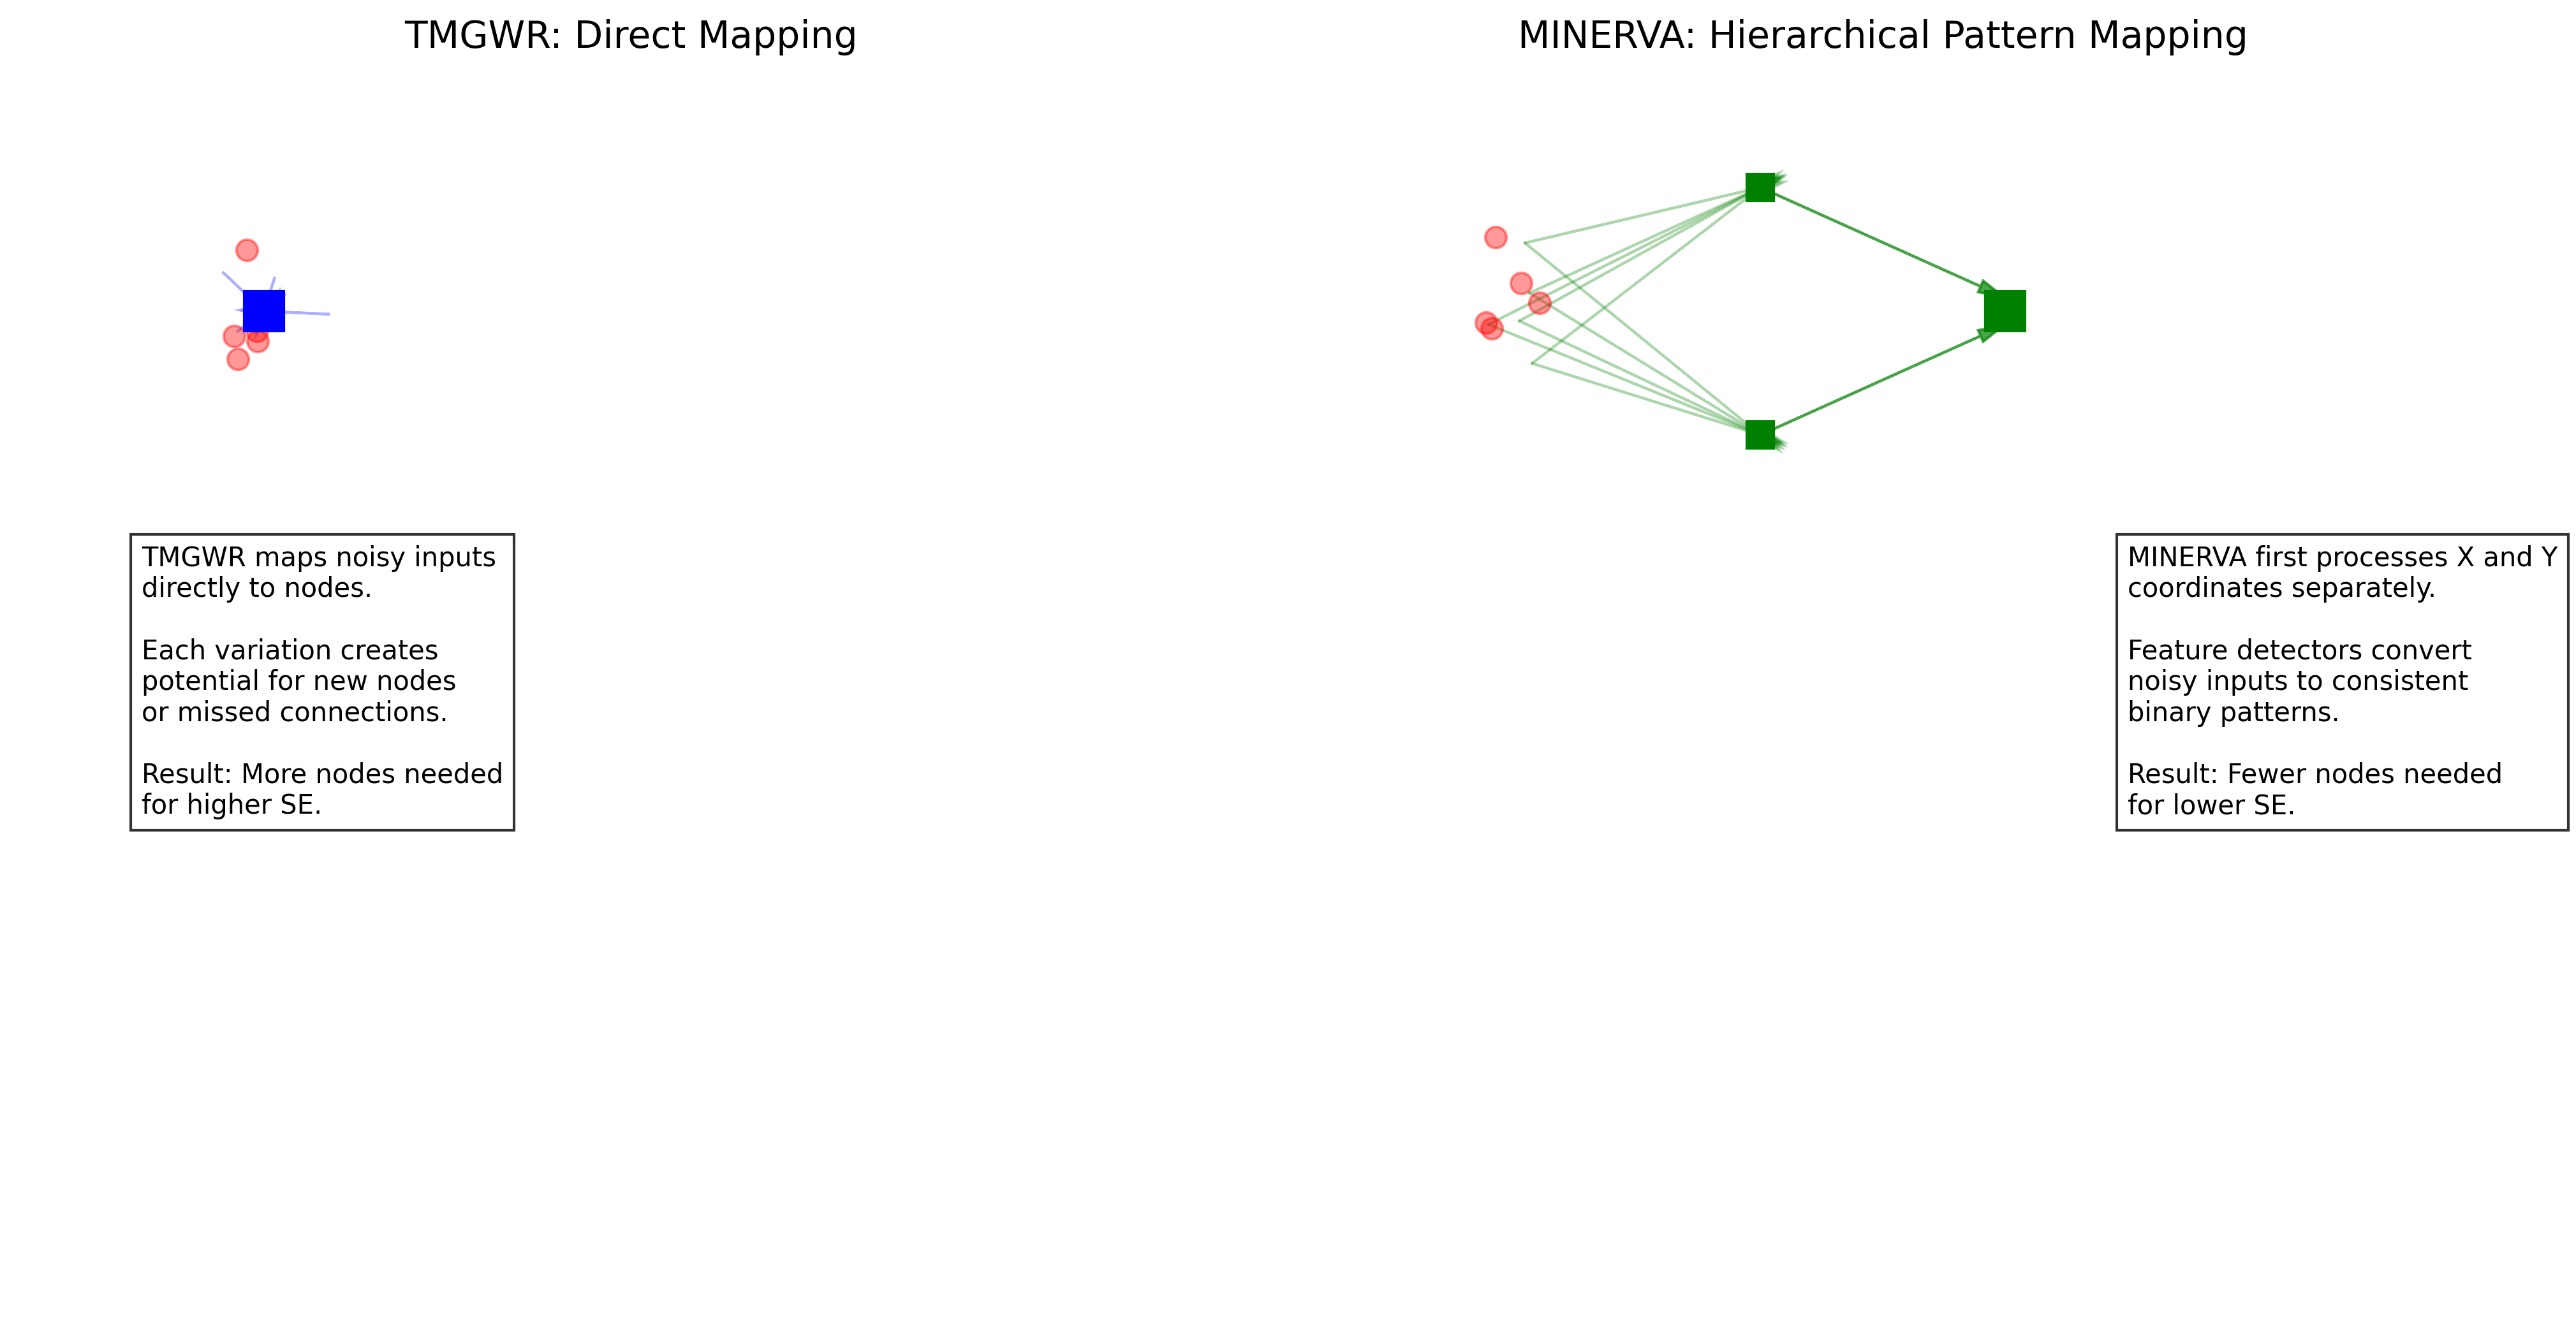 TMGWR: Direct Mapping
MINERVA: Hierarchical Pattern Mapping
TMGWR maps noisy inputs
directly to nodes.
Each variation creates
potential for new nodes
or missed connections.
Result: More nodes needed
for higher SE.
MINERVA first processes X and Y
coordinates separately.
Feature detectors convert
noisy inputs to consistent
binary patterns.
Result: Fewer nodes needed
for lower SE.